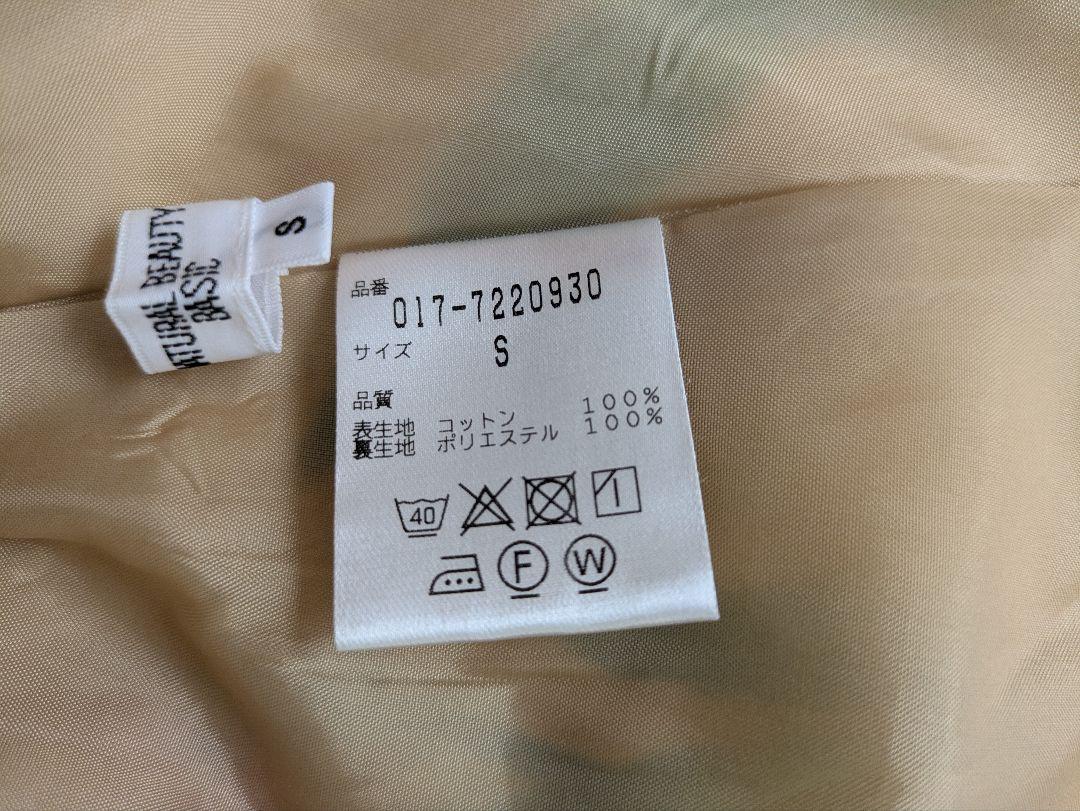 NATURAL BEAUTY
BASIC
S
品番
017-7220930
サイズ S
品質
表生地 コットン 100%
裏生地 ポリエステル 100%
40
F W